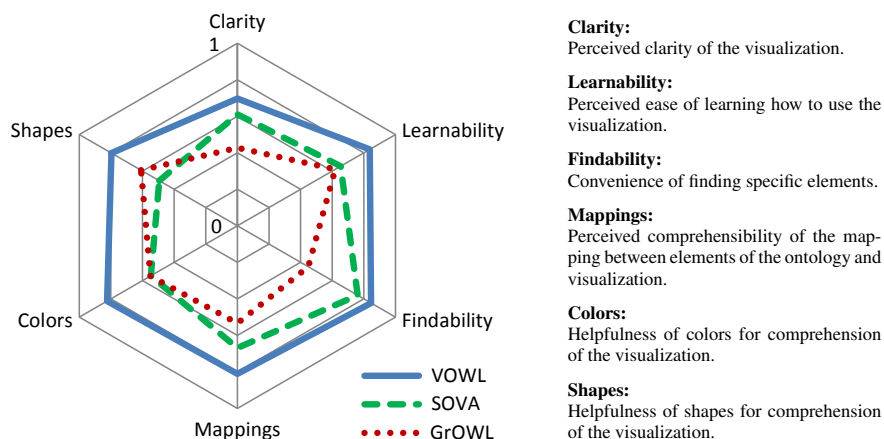 Clarity
1
Shapes
Learnability
0
Colors
Findability
Mappings
VOWL
SOVA
GrOWL
Clarity:
Perceived clarity of the visualization.
Learnability:
Perceived ease of learning how to use the
visualization.
Findability:
Convenience of finding specific elements.
Mappings:
Perceived comprehensibility of the map-
ping between elements of the ontology and
visualization.
Colors:
Helpfulness of colors for comprehension
of the visualization.
Shapes:
Helpfulness of shapes for comprehension
of the visualization.